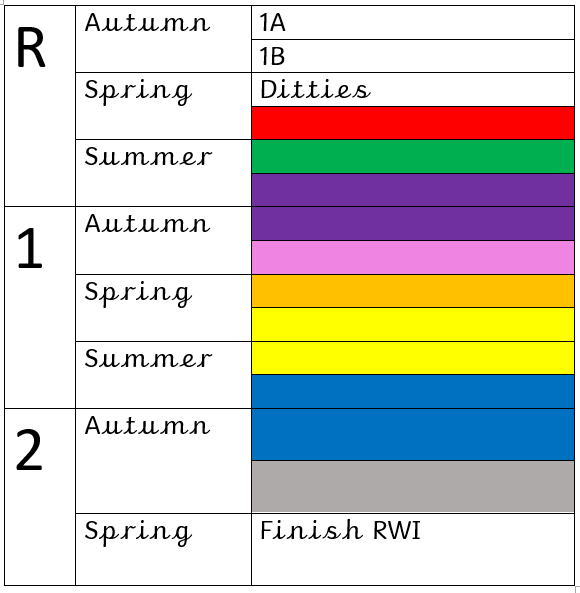 R
Autumn
1A
1B
Spring
Ditties
Summer
1
Autumn
Spring
Summer
2
Autumn
Spring
Finish RWI